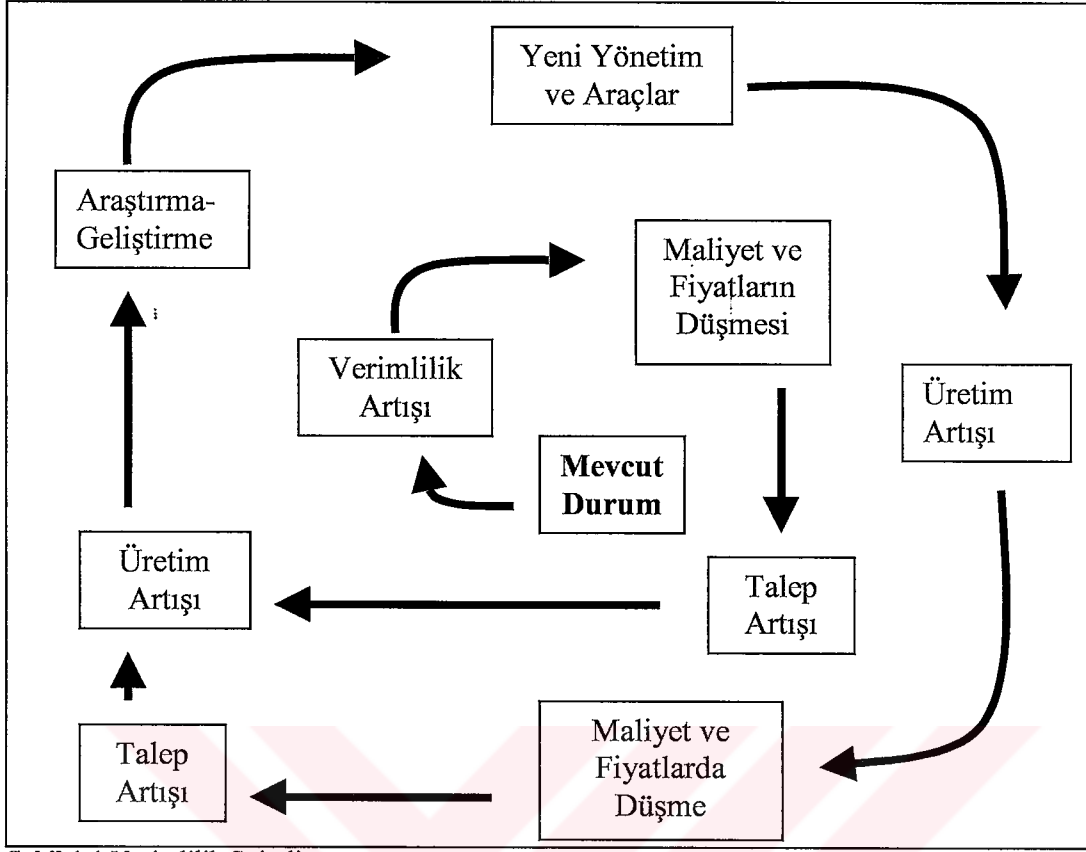 Yeni Yönetim
ve Araçlar
Araştırma-
Geliştirme
Maliyet ve
Fiyatların
Düşmesi
Verimlilik
Artışı
Üretim
Artışı
Mevcut
Durum
Üretim
Artışı
Talep
Artışı
Maliyet ve
Fiyatlarda
Düşme
Talep
Artışı